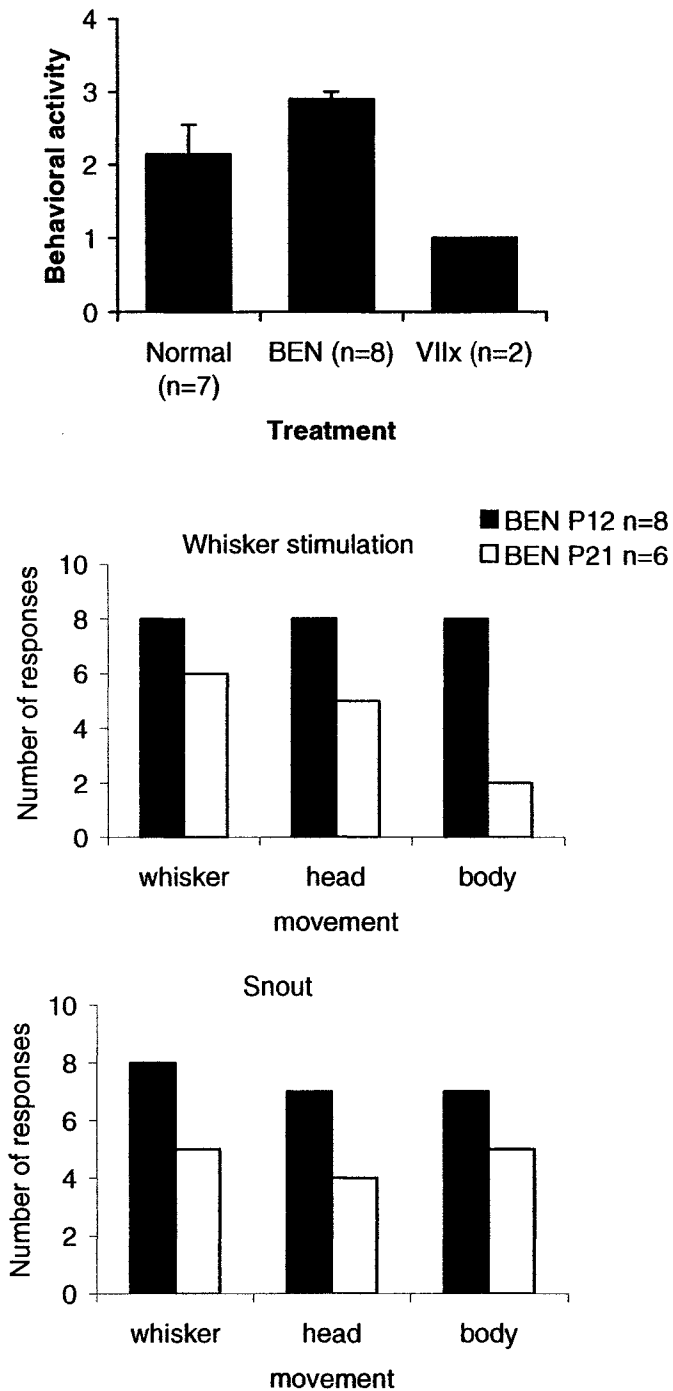 4
3
2
1
0
Behavioral activity
Normal
(n=7)
BEN (n=8)
VIIx (n=2)
Treatment
Whisker stimulation
BEN P12 n=8
BEN P21 n=6
10
8
6
4
2
0
Number of responses
whisker head body
movement
Snout
10
8
6
4
2
0
Number of responses
whisker head body
movement